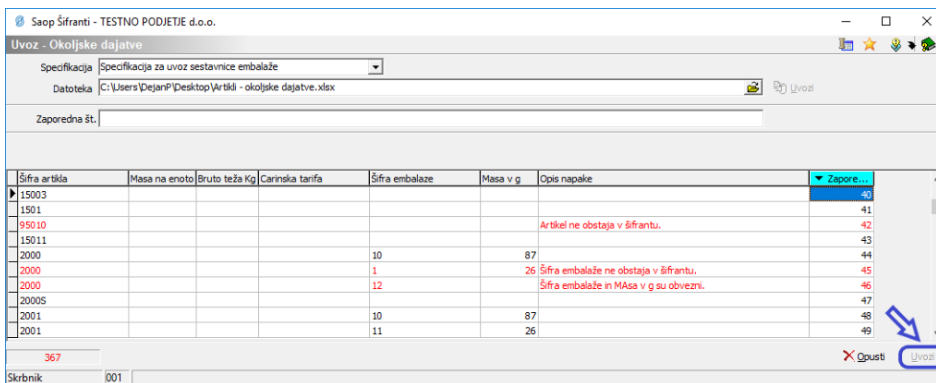 Saop Šifranti - TESTNO PODJETJE d.o.o.
Uvoz - Okoljske dajatve
Specifikacija Specifikacija za uvoz sestavnice embalaže
Datoteka C:\Users\DejanP\Desktop\Artikli - okoljske dajatve.xlsx Uvozi
Zaporedna št.
Šifra artikla Masa na enoto Bruto teža Kg Carinska tarifa Šifra embalaze Masa v g Opis napake Zapore...
15003 40
1501 41
95010 Artikel ne obstaja v šifrantu. 42
15011 43
2000 10 87 44
2000 1 26 Šifra embalaže ne obstaja v šifrantu. 45
2000 12 Šifra embalaže in MAsa v g su obvezni. 46
2000S 47
2001 10 87 48
2001 11 26 49
367 Opusti Uvozi
Skrbnik 001